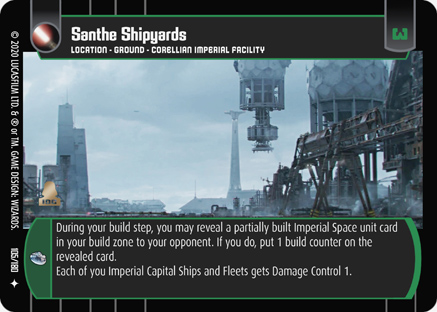 Santhe Shipyards
LOCATION - GROUND - CORELLIAN IMPERIAL FACILITY
During your build step, you may reveal a partially built Imperial Space unit card
in your build zone to your opponent. If you do, put 1 build counter on the
revealed card.
Each of you Imperial Capital Ships and Fleets gets Damage Control 1.
© 2020 LUCASFILM LTD. & ® or TM. GAME DESIGN: WIZARDS.
105/180